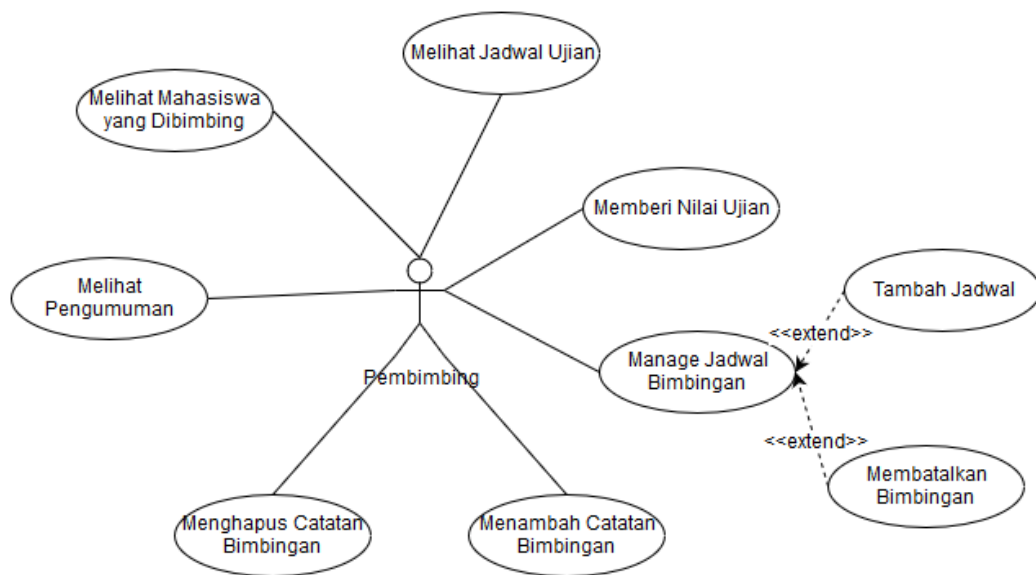 Melihat Jadwal Ujian
Melihat Mahasiswa
yang Dibimbing
Memberi Nilai Ujian
Melihat
Pengumuman
Tambah Jadwal
<<extend>>
Manage Jadwal
Bimbingan
Pembimbing
<<extend>>
Membatalkan
Bimbingan
Menghapus Catatan
Bimbingan
Menambah Catatan
Bimbingan